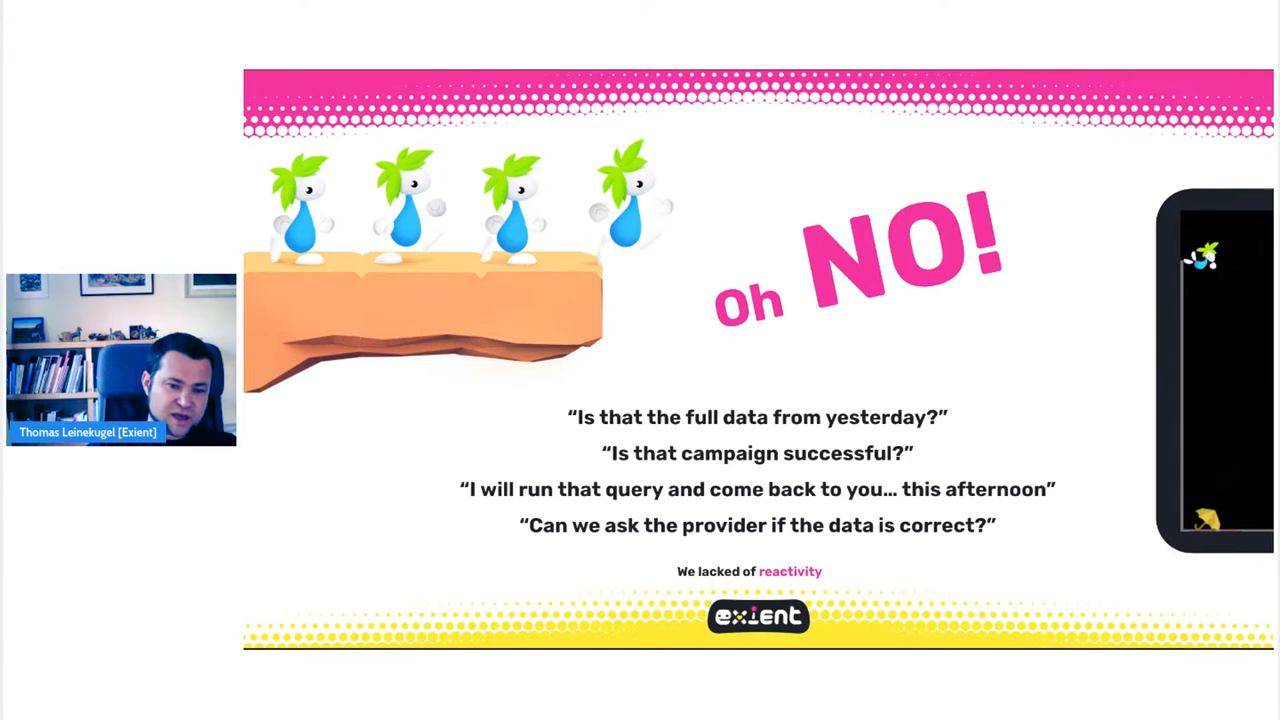 Oh NO!
“Is that the full data from yesterday?”
“Is that campaign successful?”
“I will run that query and come back to you... this afternoon”
“Can we ask the provider if the data is correct?”
We lacked of reactivity
exient
Thomas Leinekugel [Exient]